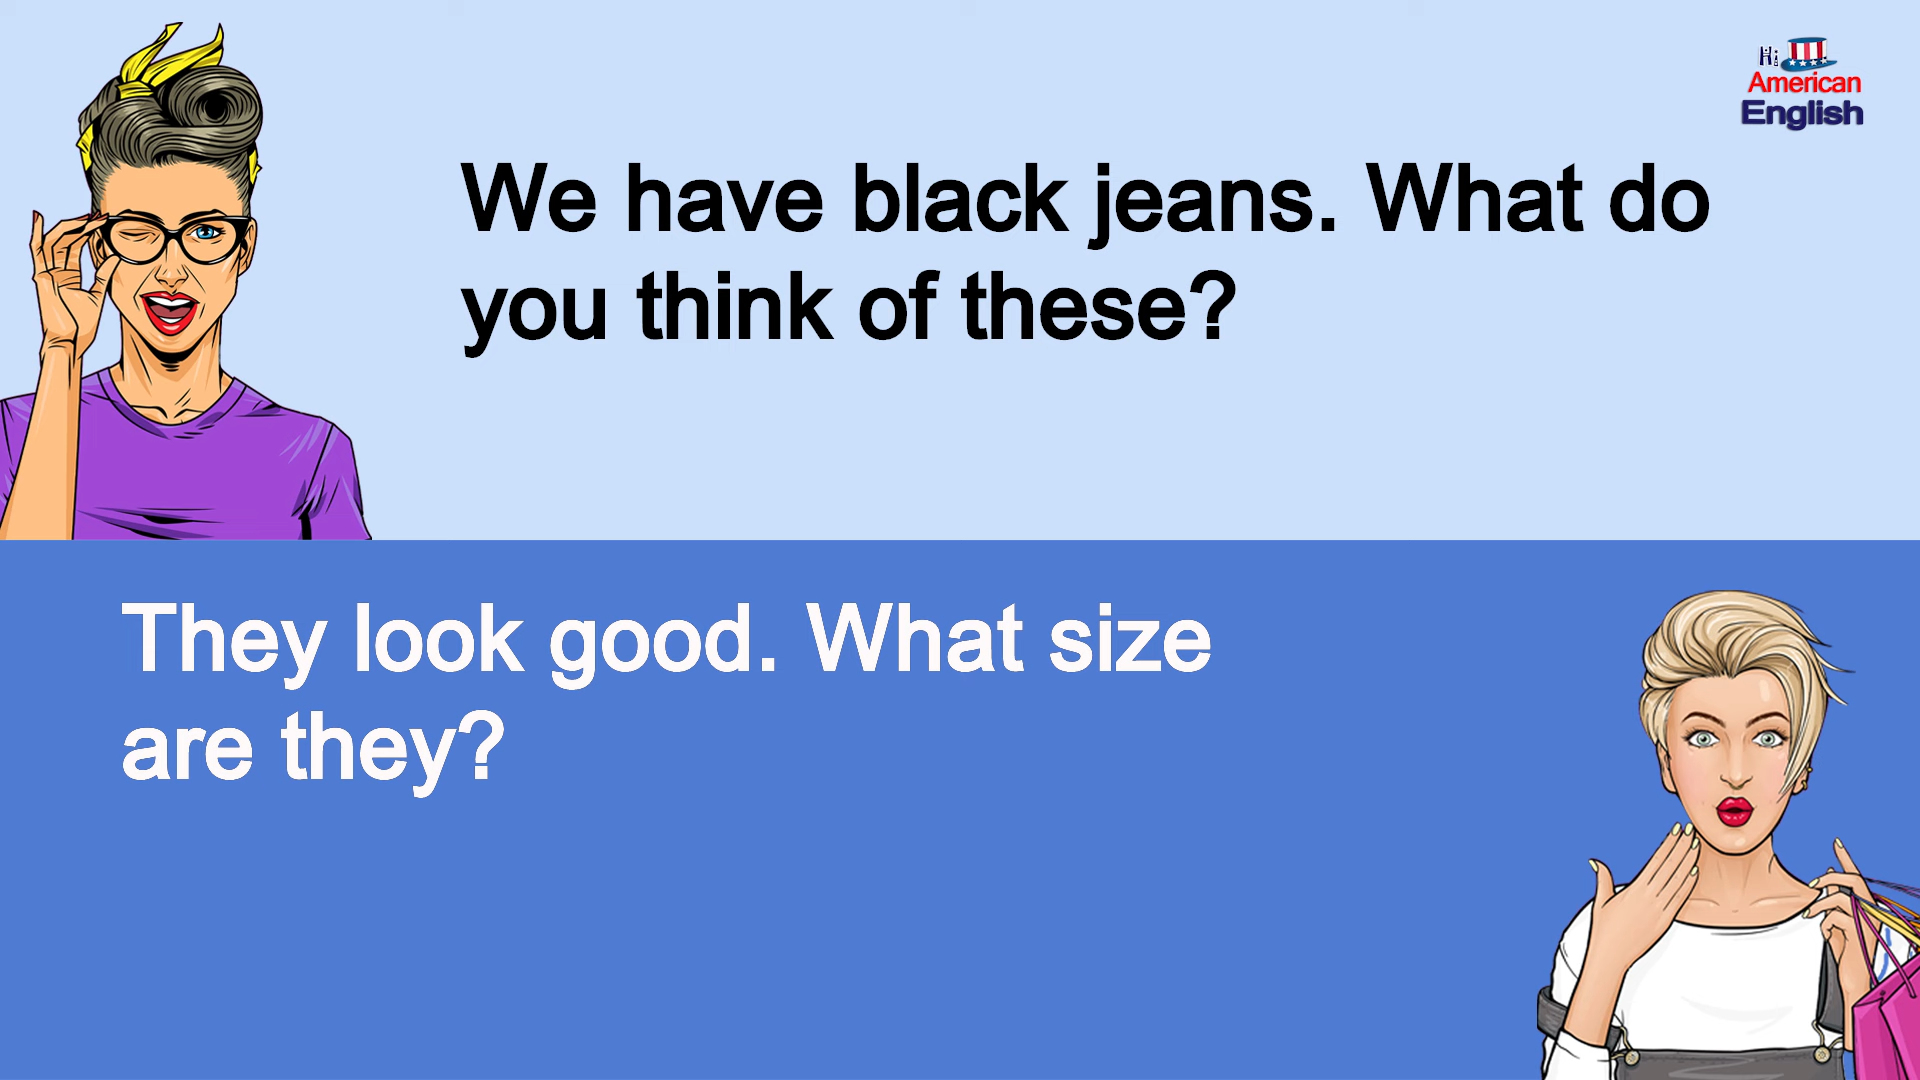 Hi
American
English
We have black jeans. What do
you think of these?
They look good. What size
are they?